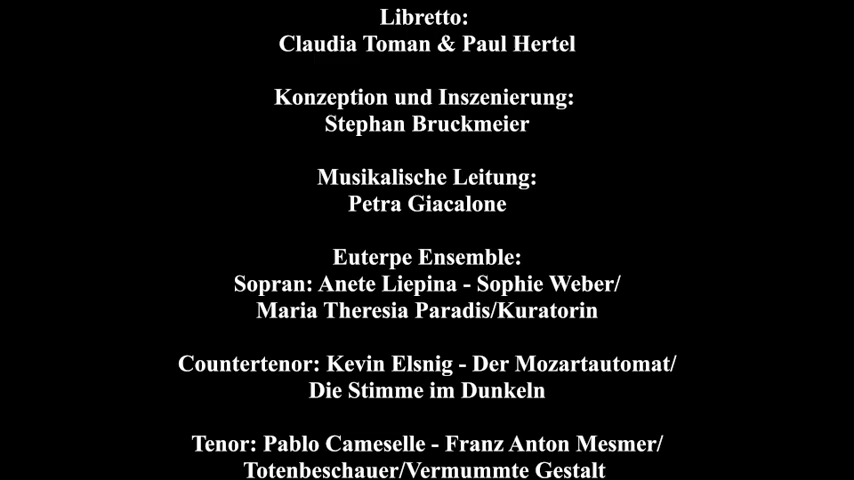 Libretto:
Claudia Toman & Paul Hertel
Konzeption und Inszenierung:
Stephan Bruckmeier
Musikalische Leitung:
Petra Giacalone
Euterpe Ensemble:
Sopran: Anete Liepina - Sophie Weber/
Maria Theresia Paradis/Kuratorin
Countertenor: Kevin Elsnig - Der Mozartautomat/
Die Stimme im Dunkeln
Tenor: Pablo Cameselle - Franz Anton Mesmer/
Totenbeschauer/Vermummte Gestalt